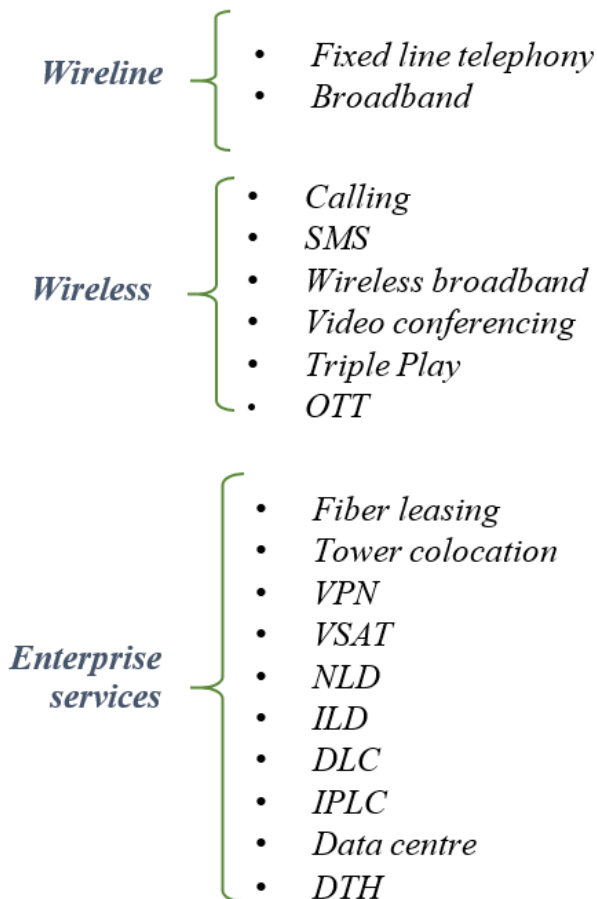 Wireline
• Fixed line telephony
• Broadband
Wireless
• Calling
• SMS
• Wireless broadband
• Video conferencing
• Triple Play
• OTT
Enterprise
services
• Fiber leasing
• Tower colocation
• VPN
• VSAT
• NLD
• ILD
• DLC
• IPLC
• Data centre
• DTH